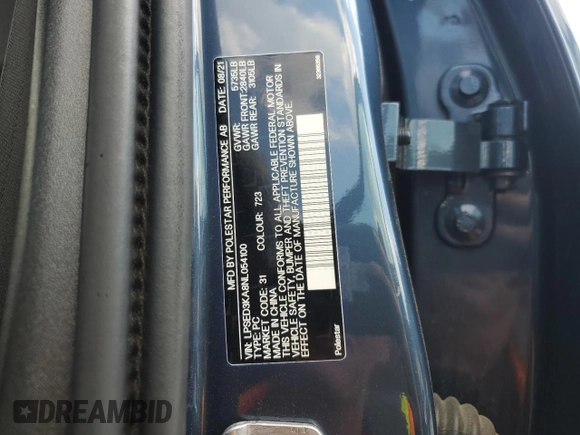 MFD BY POLESTAR PERFORMANCE AB DATE: 08/21
GVWR: 5735LB
GAWR FRONT: 2840LB
GAWR REAR: 3105LB
VIN: LPSED3KA8NL054100
TYPE: PC
MARKET CODE: 31 COLOUR: 723
MADE IN CHINA
THIS VEHICLE CONFORMS TO ALL APPLICABLE FEDERAL MOTOR
VEHICLE SAFETY, BUMPER AND THEFT PREVENTION STANDARDS IN
EFFECT ON THE DATE OF MANUFACTURE SHOWN ABOVE.
Polestar
DREAMBID